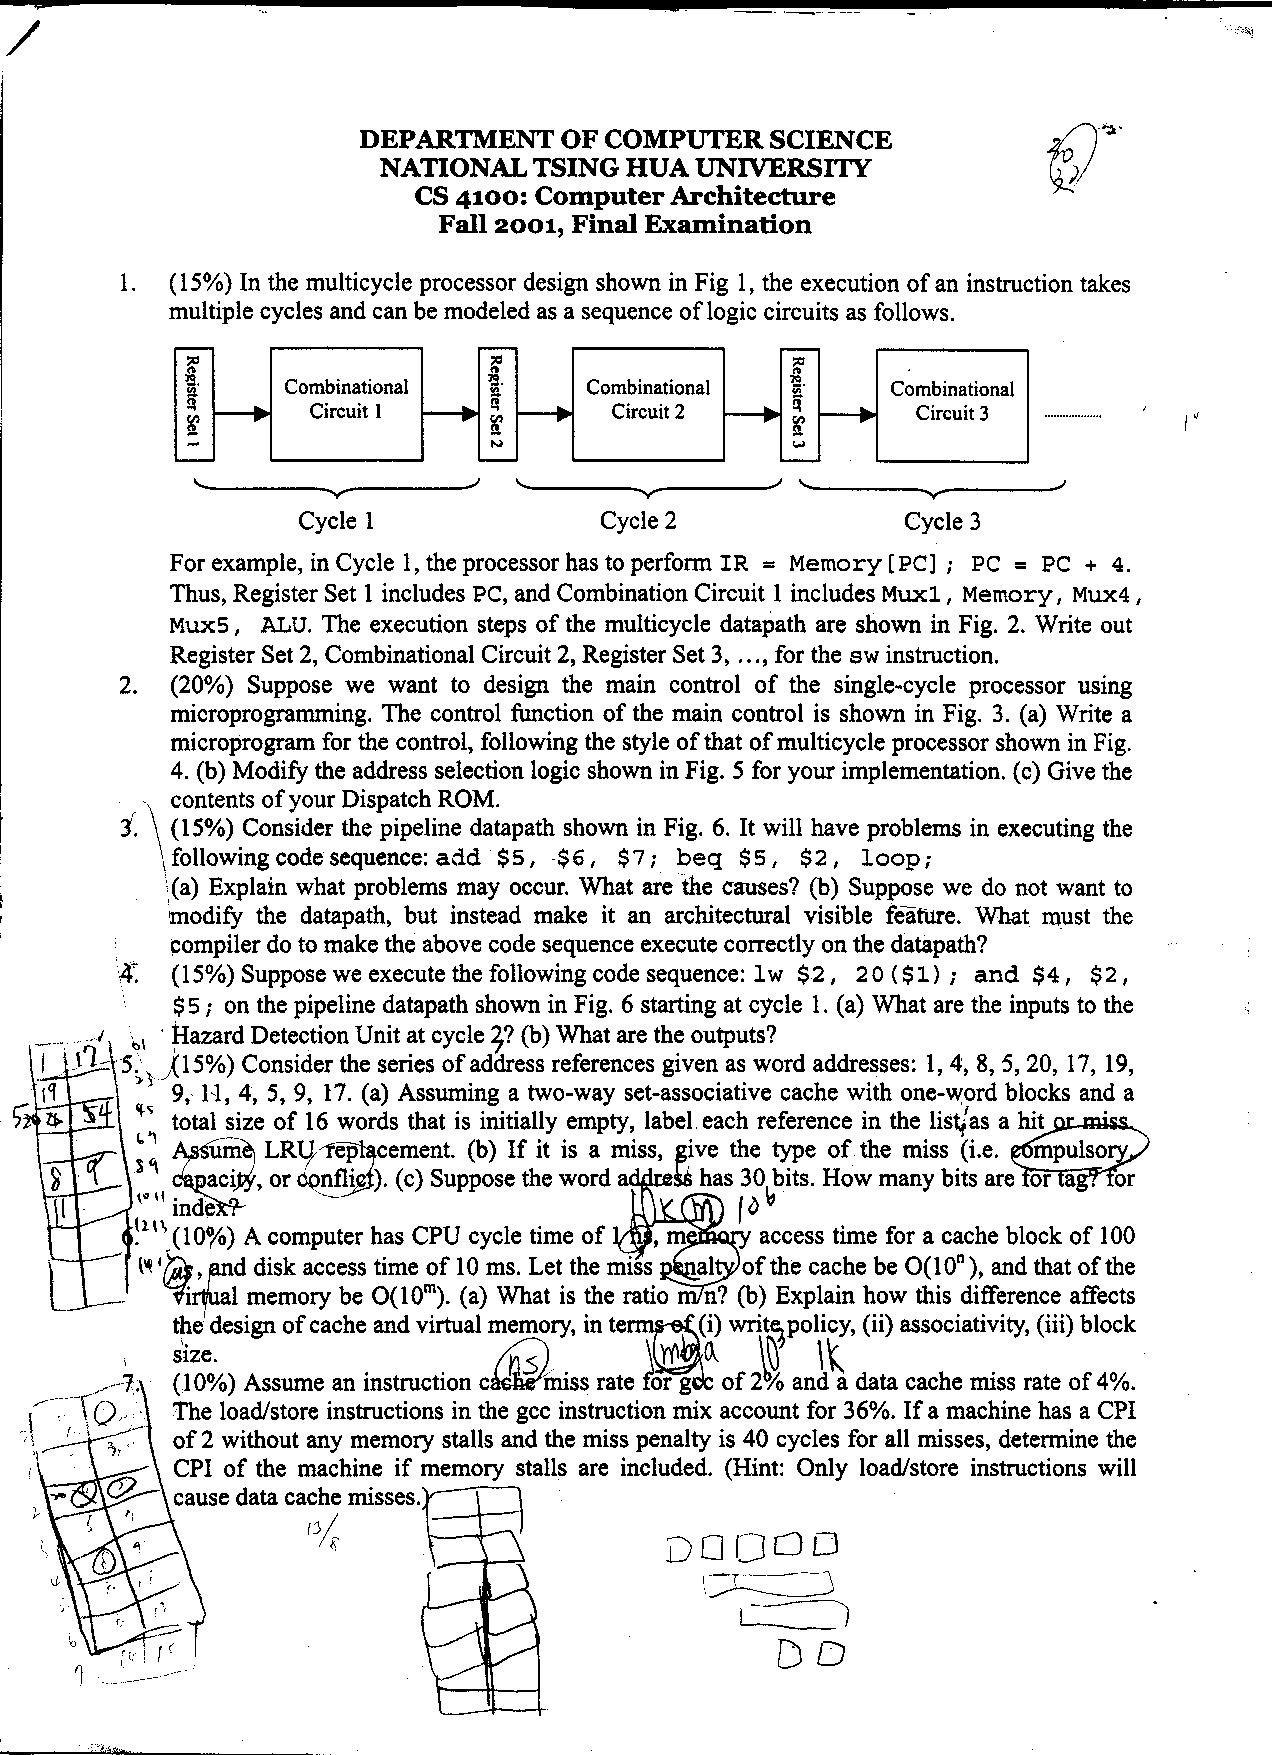 DEPARTMENT OF COMPUTER SCIENCE
NATIONAL TSING HUA UNIVERSITY
CS 4100: Computer Architecture
Fall 2001, Final Examination
1. (15%) In the multicycle processor design shown in Fig 1, the execution of an instruction takes
multiple cycles and can be modeled as a sequence of logic circuits as follows.
Register Set 1
Combinational
Circuit 1
Register Set 2
Combinational
Circuit 2
Register Set 3
Combinational
Circuit 3
Cycle 1
Cycle 2
Cycle 3
For example, in Cycle 1, the processor has to perform IR = Memory[PC]; PC = PC + 4.
Thus, Register Set 1 includes PC, and Combination Circuit 1 includes Mux1, Memory, Mux4,
Mux5, ALU. The execution steps of the multicycle datapath are shown in Fig. 2. Write out
Register Set 2, Combinational Circuit 2, Register Set 3, ..., for the sw instruction.
2. (20%) Suppose we want to design the main control of the single-cycle processor using
microprogramming. The control function of the main control is shown in Fig. 3. (a) Write a
microprogram for the control, following the style of that of multicycle processor shown in Fig.
4. (b) Modify the address selection logic shown in Fig. 5 for your implementation. (c) Give the
contents of your Dispatch ROM.
3. (15%) Consider the pipeline datapath shown in Fig. 6. It will have problems in executing the
following code sequence: add $5, $6, $7; beq $5, $2, loop;
(a) Explain what problems may occur. What are the causes? (b) Suppose we do not want to
modify the datapath, but instead make it an architectural visible feature. What must the
compiler do to make the above code sequence execute correctly on the datapath?
4. (15%) Suppose we execute the following code sequence: lw $2, 20($1); and $4, $2,
$5; on the pipeline datapath shown in Fig. 6 starting at cycle 1. (a) What are the inputs to the
Hazard Detection Unit at cycle ? (b) What are the outputs?
5. (15%) Consider the series of address references given as word addresses: 1, 4, 8, 5, 20, 17, 19,
9, 11, 4, 5, 9, 17. (a) Assuming a two-way set-associative cache with one-word blocks and a
total size of 16 words that is initially empty, label each reference in the list as a hit or miss.
Assume LRU replacement. (b) If it is a miss, give the type of the miss (i.e. compulsory,
capacity, or conflict). (c) Suppose the word address has 30 bits. How many bits are for tag? for
index?
6. (10%) A computer has CPU cycle time of 1 ns, memory access time for a cache block of 100
, and disk access time of 10 ms. Let the miss penalty of the cache be O(10ⁿ), and that of the
virtual memory be O(10ᵐ). (a) What is the ratio m/n? (b) Explain how this difference affects
the design of cache and virtual memory, in terms of (i) write policy, (ii) associativity, (iii) block
size.
7. (10%) Assume an instruction cache miss rate for gcc of 2% and a data cache miss rate of 4%.
The load/store instructions in the gcc instruction mix account for 36%. If a machine has a CPI
of 2 without any memory stalls and the miss penalty is 40 cycles for all misses, determine the
CPI of the machine if memory stalls are included. (Hint: Only load/store instructions will
cause data cache misses.)
13/8